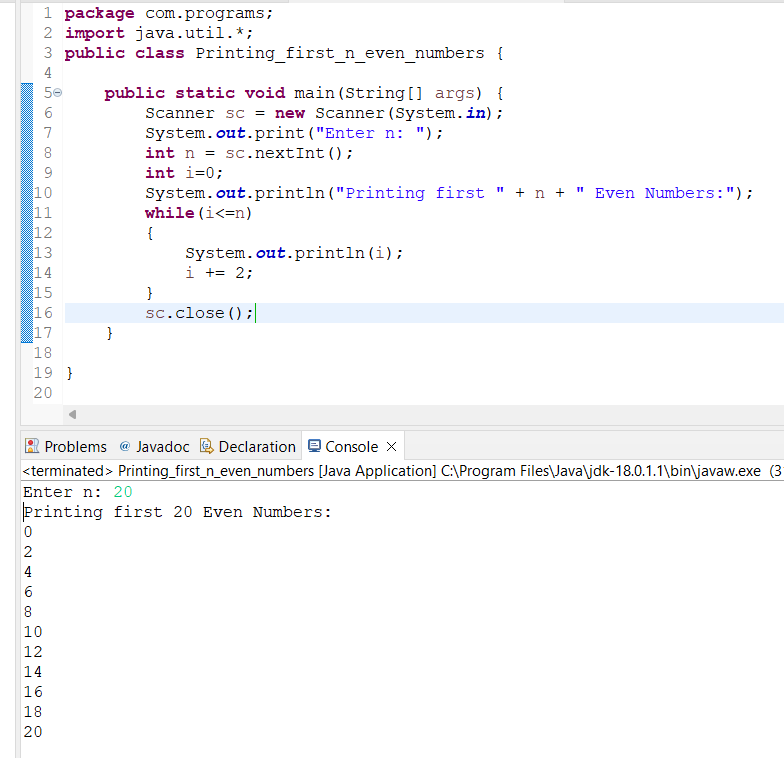 1 package com.programs;
2 import java.util.*;
3 public class Printing_first_n_even_numbers {
4
5 public static void main(String[] args) {
6 Scanner sc = new Scanner(System.in);
7 System.out.print("Enter n: ");
8 int n = sc.nextInt();
9 int i=0;
10 System.out.println("Printing first " + n + " Even Numbers:");
11 while(i<=n)
12 {
13 System.out.println(i);
14 i += 2;
15 }
16 sc.close();
17 }
18
19 }
20
Problems @ Javadoc Declaration Console
<terminated> Printing_first_n_even_numbers [Java Application] C:\Program Files\Java\jdk-18.0.1.1\bin\javaw.exe (3
Enter n: 20
Printing first 20 Even Numbers:
0
2
4
6
8
10
12
14
16
18
20